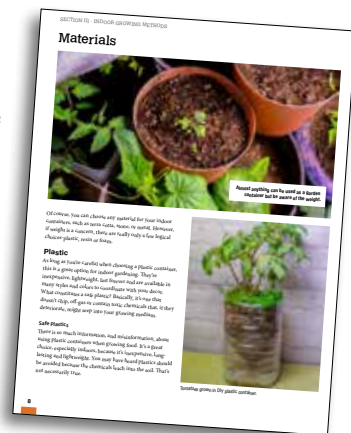 SECTION III - INDOOR GROWING METHODS
Materials
Almost anything can be used as a garden
container but be aware of the weight.
Of course, you can choose any material for your indoor
containers, such as terra cotta, stone, or metal. However,
if weight is a concern, there are really only a few logical
choices: plastic, resin or foam.
Plastic
As long as you're careful when choosing a plastic container,
this is a great option for indoor gardening. They're
inexpensive, lightweight, last forever and are available in
many styles and colors to coordinate with your decor.
What constitutes a safe plastic? Basically, it's one that
doesn't chip, off-gas or contain toxic chemicals that, if they
deteriorate, might seep into your growing medium.
Safe Plastics
There is so much information, and misinformation, about
using plastic containers when growing food. It's a great
choice, especially indoors, because it's inexpensive, long-
lasting and lightweight. You may have heard plastics should
be avoided because the chemicals leach into the soil. That's
not necessarily true.
Tomatoes grown in DIY plastic container.
8